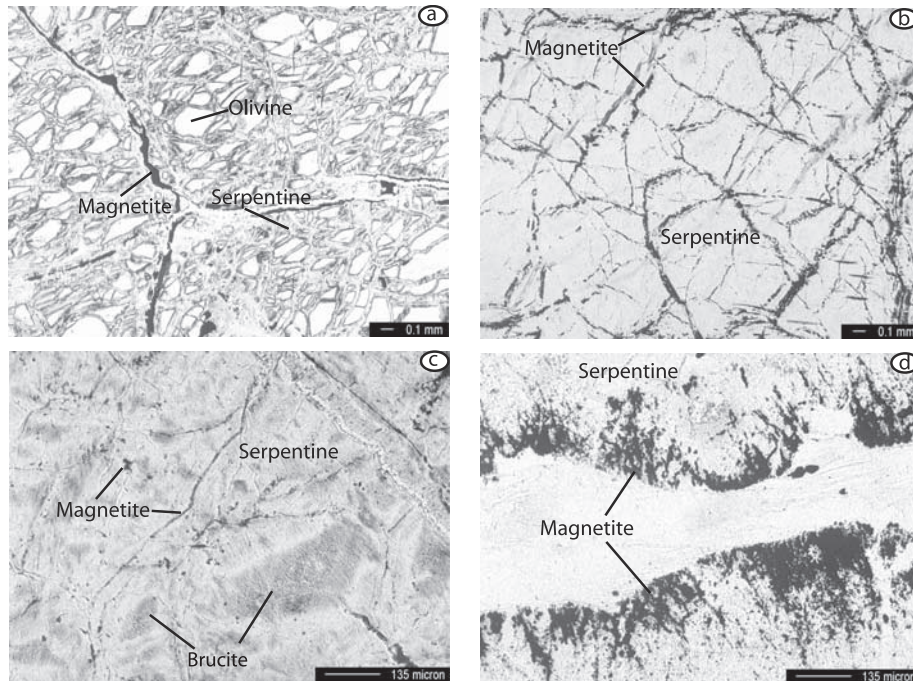 a
Olivine
Magnetite
Serpentine
0.1 mm
b
Magnetite
Serpentine
0.1 mm
c
Serpentine
Magnetite
Brucite
135 micron
d
Serpentine
Magnetite
135 micron